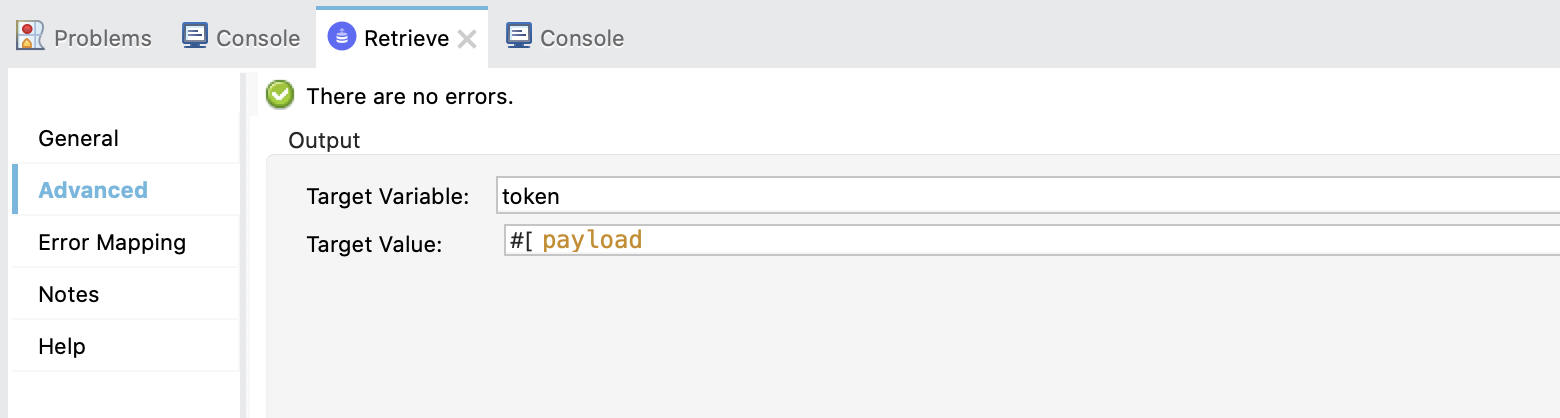 Problems Console Retrieve Console
There are no errors.
Output
General
Advanced
Error Mapping
Notes
Help
Target Variable: token
Target Value: #[ payload